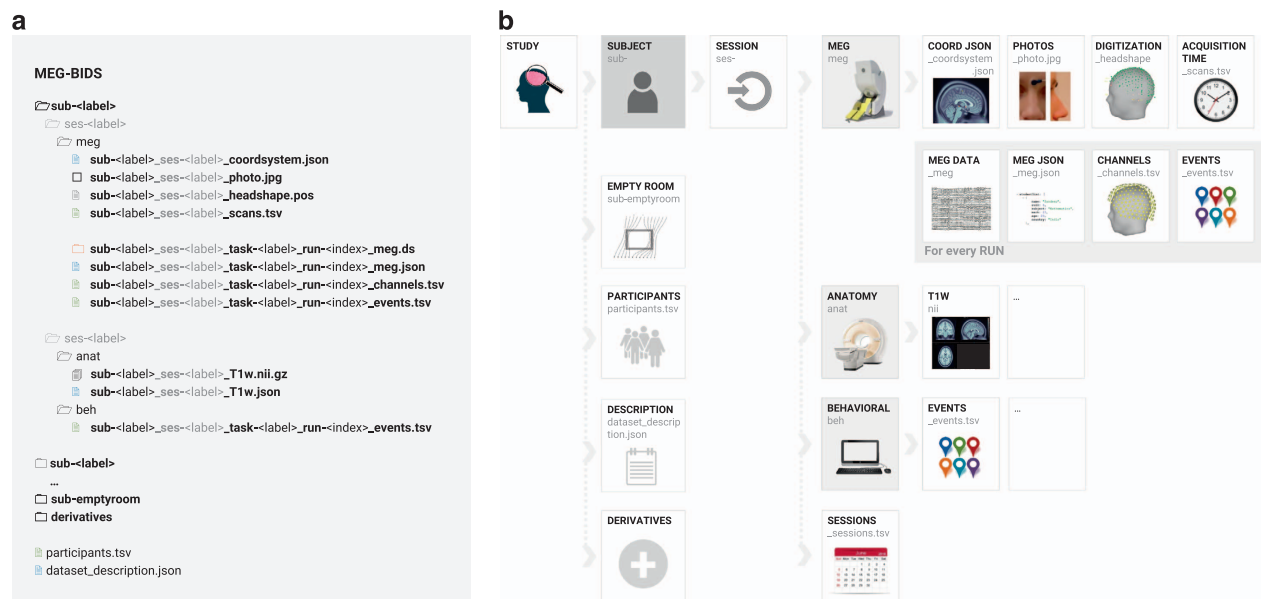 a
MEG-BIDS
sub-<label>
ses-<label>
meg
sub-<label>_ses-<label>_coordsystem.json
sub-<label>_ses-<label>_photo.jpg
sub-<label>_ses-<label>_headshape.pos
sub-<label>_ses-<label>_scans.tsv
sub-<label>_ses-<label>_task-<label>_run-<index>_meg.ds
sub-<label>_ses-<label>_task-<label>_run-<index>_meg.json
sub-<label>_ses-<label>_task-<label>_run-<index>_channels.tsv
sub-<label>_ses-<label>_task-<label>_run-<index>_events.tsv
ses-<label>
anat
sub-<label>_ses-<label>_T1w.nii.gz
sub-<label>_ses-<label>_T1w.json
beh
sub-<label>_ses-<label>_task-<label>_run-<index>_events.tsv
sub-<label>
...
sub-emptyroom
derivatives
participants.tsv
dataset_description.json
b
STUDY
SUBJECT
sub-
SESSION
ses-
MEG
meg
COORD JSON
_coordsystem
.json
PHOTOS
_photo.jpg
DIGITIZATION
_headshape
ACQUISITION
TIME
_scans.tsv
EMPTY ROOM
sub-emptyroom
MEG DATA
_meg
MEG JSON
_meg.json
CHANNELS
_channels.tsv
EVENTS
_events.tsv
For every RUN
PARTICIPANTS
participants.tsv
ANATOMY
anat
T1W
nii
...
DESCRIPTION
dataset_descrip
tion.json
BEHAVIORAL
beh
EVENTS
_events.tsv
...
DERIVATIVES
SESSIONS
_sessions.tsv